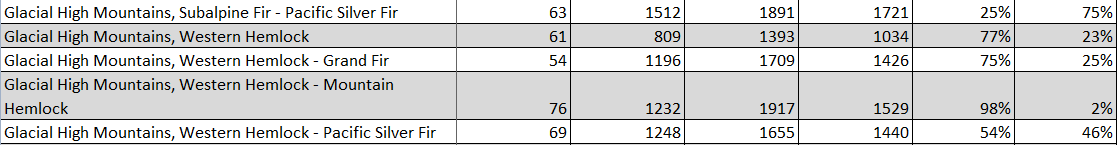 Glacial High Mountains, Subalpine Fir - Pacific Silver Fir 63 1512 1891 1721 25% 75%
Glacial High Mountains, Western Hemlock 61 809 1393 1034 77% 23%
Glacial High Mountains, Western Hemlock - Grand Fir 54 1196 1709 1426 75% 25%
Glacial High Mountains, Western Hemlock - Mountain
Hemlock 76 1232 1917 1529 98% 2%
Glacial High Mountains, Western Hemlock - Pacific Silver Fir 69 1248 1655 1440 54% 46%